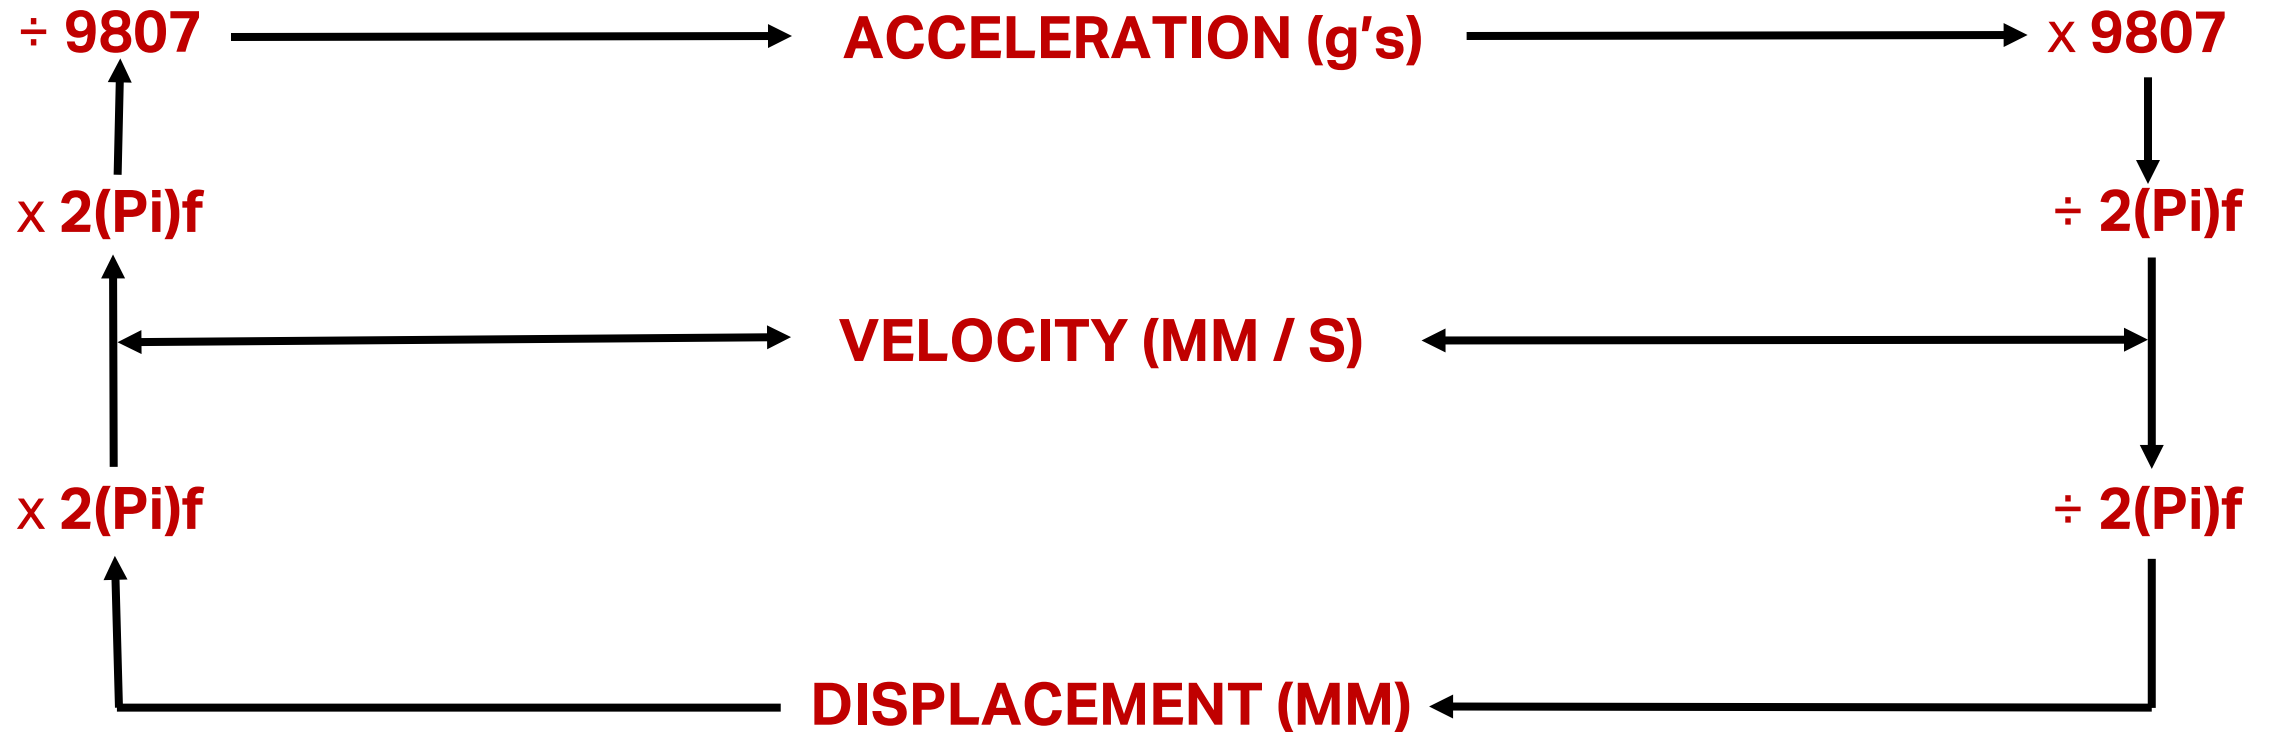 ÷ 9807 ACCELERATION (g's) x 9807
x 2(Pi)f ÷ 2(Pi)f
VELOCITY (MM / S)
x 2(Pi)f ÷ 2(Pi)f
DISPLACEMENT (MM)